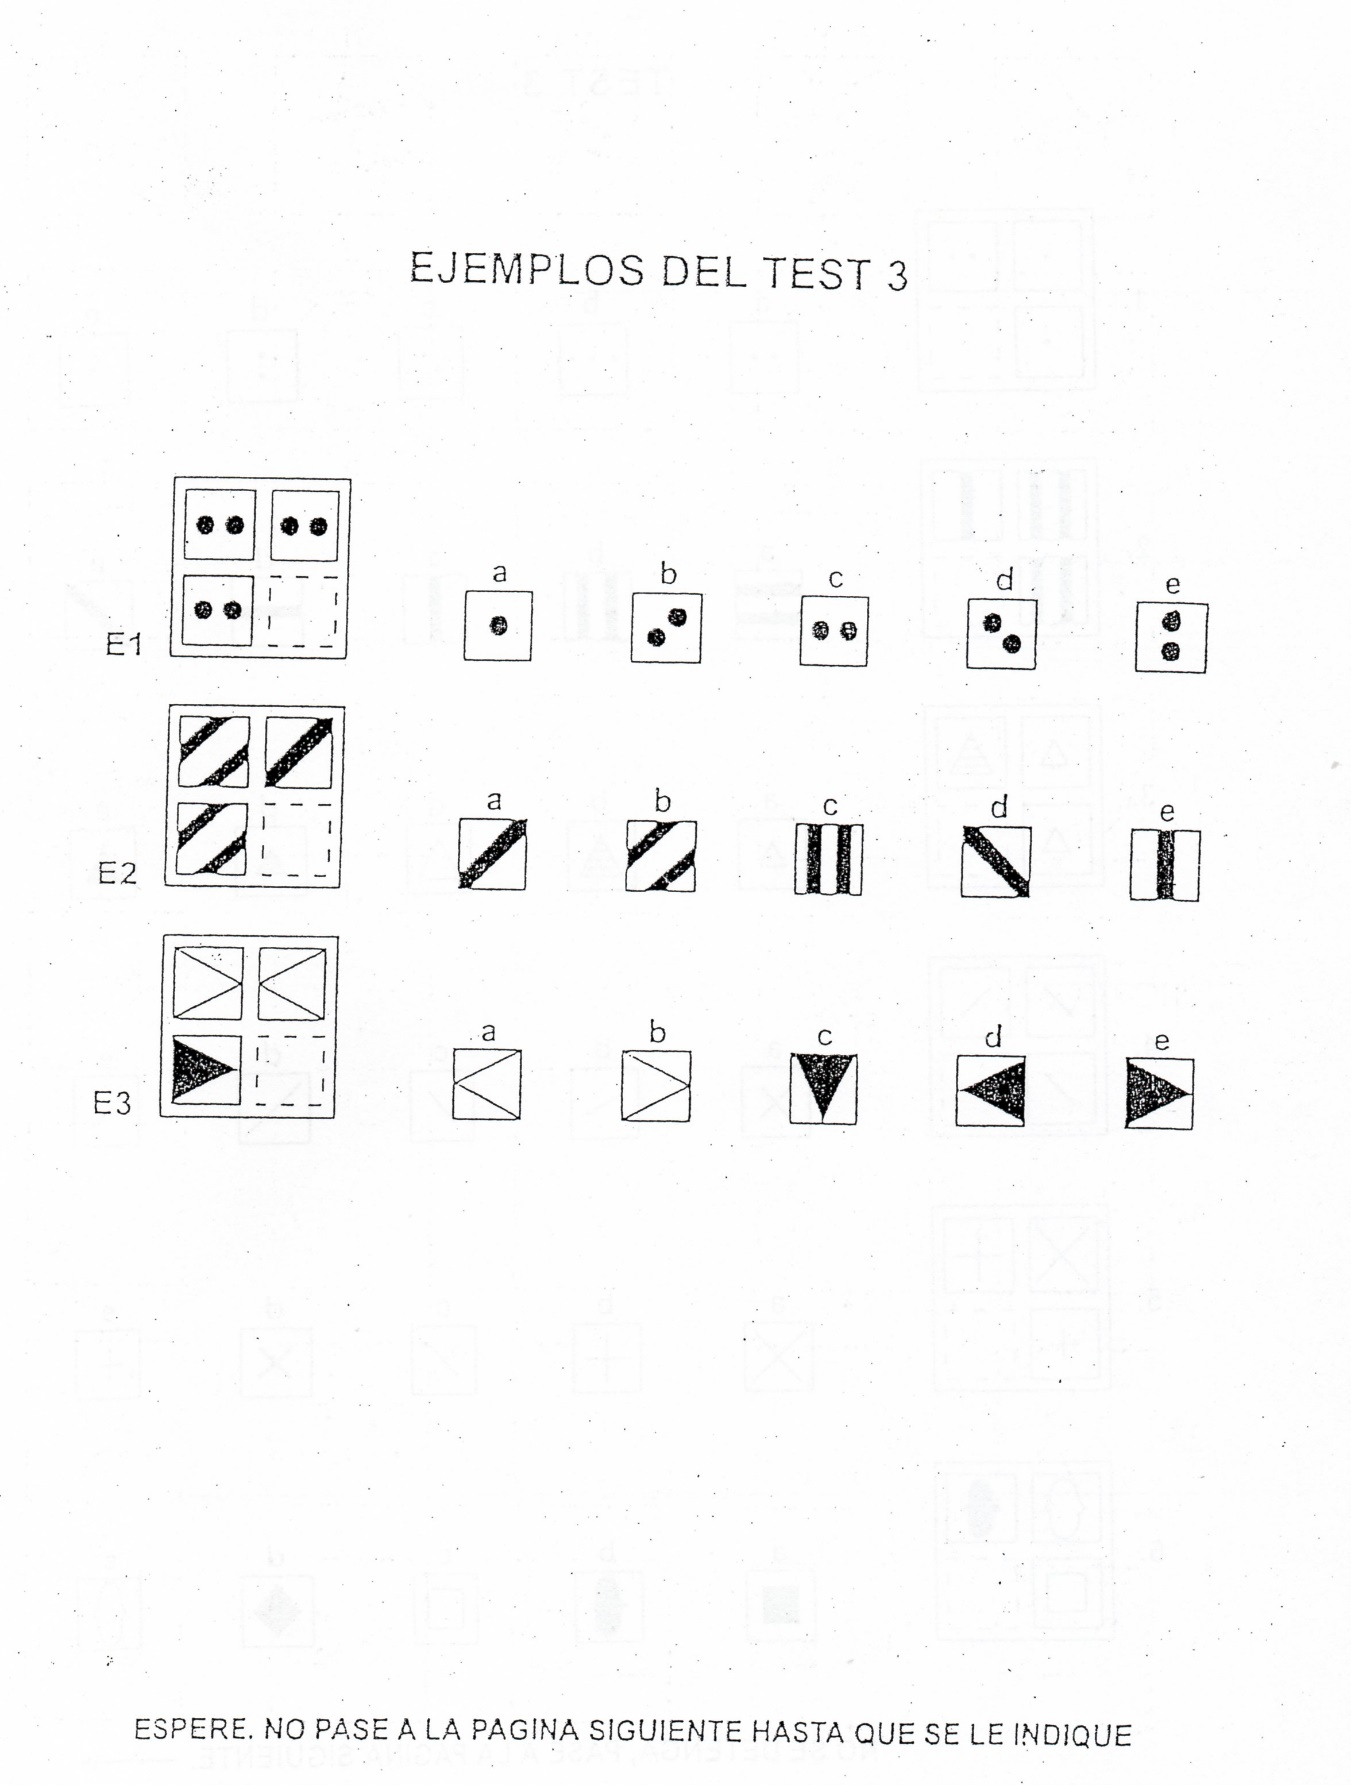 EJEMPLOS DEL TEST 3
E1
a b c d e
E2
a b c d e
E3
a b c d e
ESPERE. NO PASE A LA PAGINA SIGUIENTE HASTA QUE SE LE INDIQUE